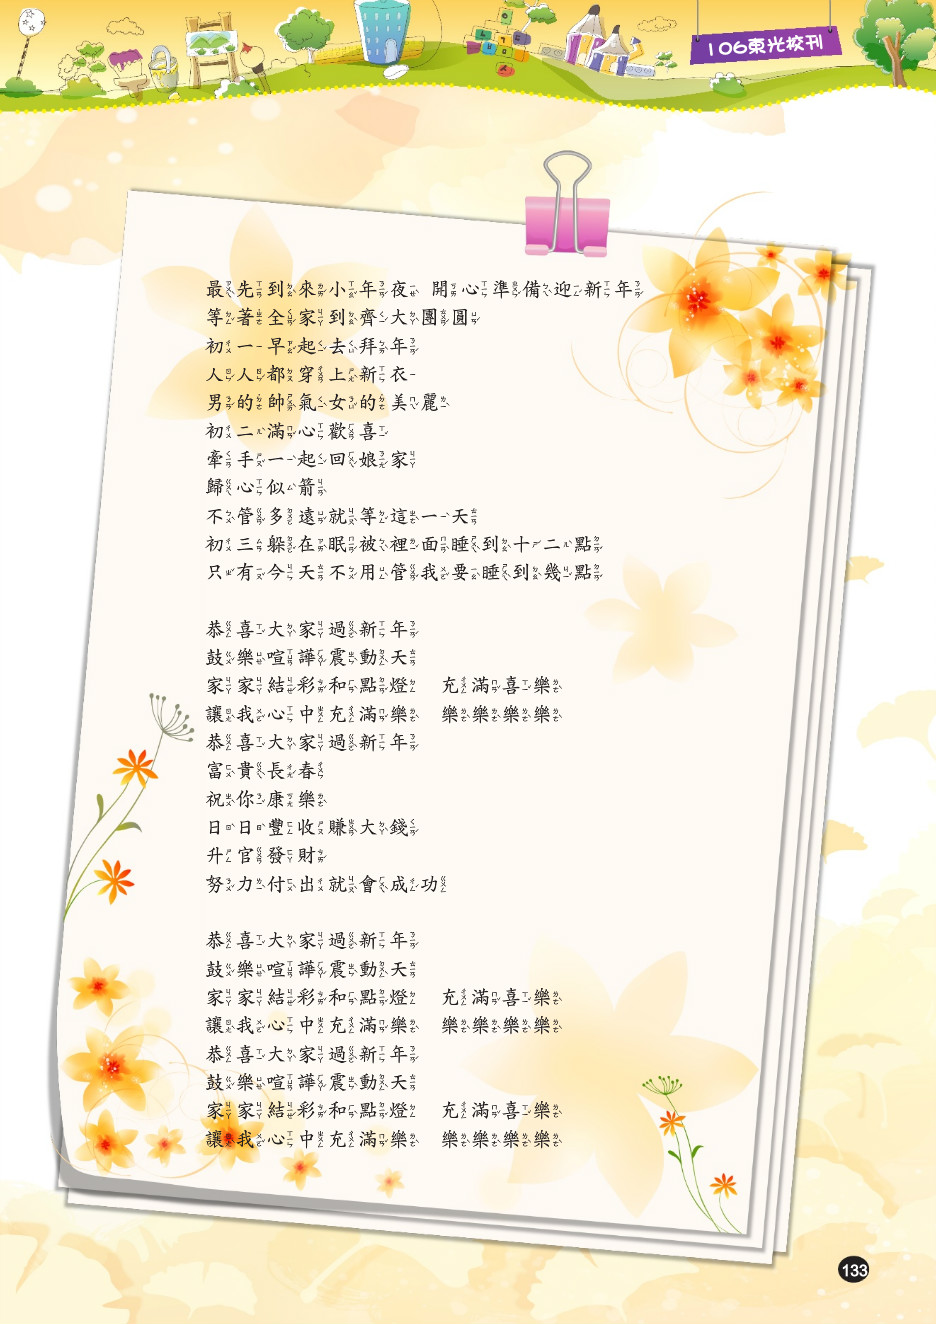 106東光校刊
最先到來小年夜 開心準備迎新年
等著全家到齊大團圓
初一早起去拜年
人人都穿上新衣
男的帥氣女的美麗
初二滿心歡喜
牽手一起回娘家
歸心似箭
不管多遠就等這一天
初三躲在眠被裡面睡到十二點
只有今天不用管我要睡到幾點
恭喜大家過新年
鼓樂喧譁震動天
家家結彩和點燈 充滿喜樂
讓我心中充滿樂 樂樂樂樂
恭喜大家過新年
富貴長春
祝你康樂
日日豐收賺大錢
升官發財
努力付出就會成功
恭喜大家過新年
鼓樂喧譁震動天
家家結彩和點燈 充滿喜樂
讓我心中充滿樂 樂樂樂樂
恭喜大家過新年
鼓樂喧譁震動天
家家結彩和點燈 充滿喜樂
讓我心中充滿樂 樂樂樂樂
133